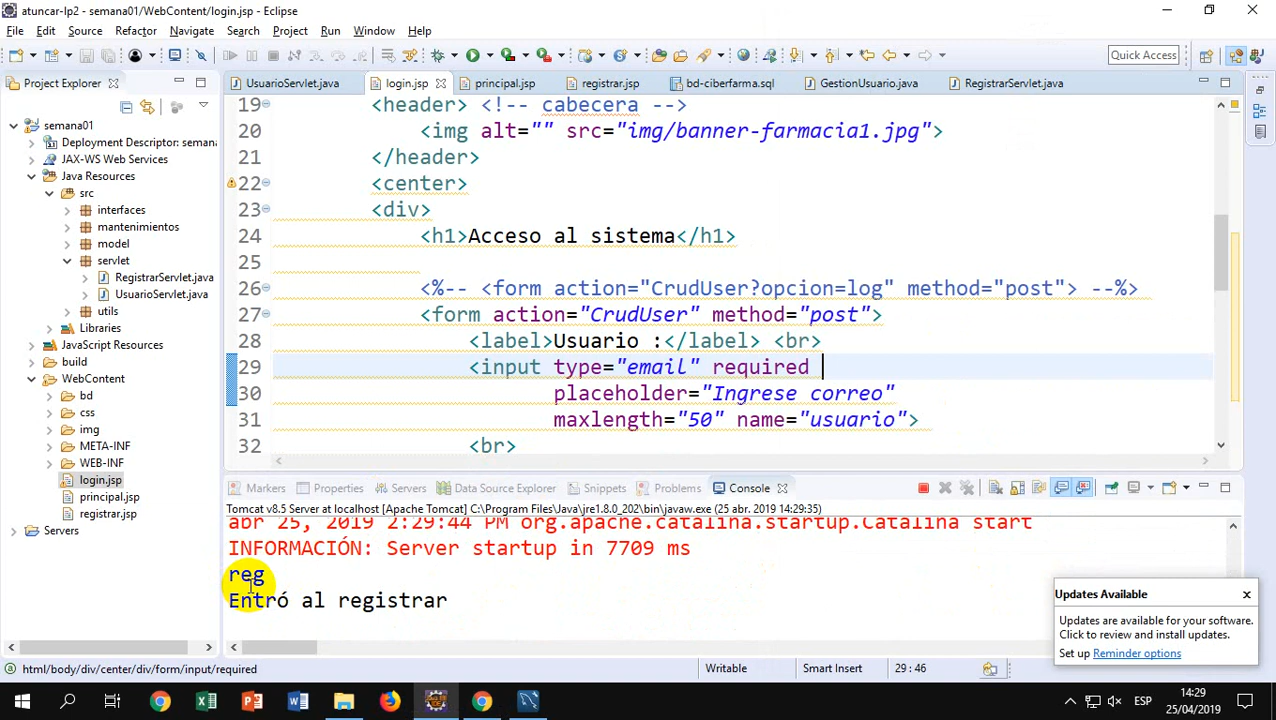 atuncar-lp2 - semana01/WebContent/login.jsp - Eclipse
File Edit Source Refactor Navigate Search Project Run Window Help
Quick Access
Project Explorer
UsuarioServlet.java login.jsp principal.jsp registrar.jsp bd-ciberfarma.sql GestionUsuario.java RegistrarServlet.java
semana01
Deployment Descriptor: seman
JAX-WS Web Services
Java Resources
src
interfaces
mantenimientos
model
servlet
RegistrarServlet.java
UsuarioServlet.java
utils
Libraries
JavaScript Resources
build
WebContent
bd
css
img
META-INF
WEB-INF
login.jsp
principal.jsp
registrar.jsp
Servers
19 <header> <!-- cabecera -->
20 <img alt="" src="img/banner-farmacia1.jpg">
21 </header>
22 <center>
23 <div>
24 <h1>Acceso al sistema</h1>
25
26 <%-- <form action="CrudUser?opcion=log" method="post"> --%>
27 <form action="CrudUser" method="post">
28 <label>Usuario :</label> <br>
29 <input type="email" required
30 placeholder="Ingrese correo"
31 maxlength="50" name="usuario">
32 <br>
Markers Properties Servers Data Source Explorer Snippets Problems Console
Tomcat v8.5 Server at localhost [Apache Tomcat] C:\Program Files\Java\jre1.8.0_202\bin\javaw.exe (25 abr. 2019 14:29:35)
abr 25, 2019 2:29:44 PM org.apache.catalina.startup.Catalina start
INFORMACIÓN: Server startup in 7709 ms
reg
Entró al registrar
Updates Available
Updates are available for your software.
Click to review and install updates.
Set up Reminder options
html/body/div/center/div/form/input/required
Writable Smart Insert 29 : 46
ESP
14:29
25/04/2019